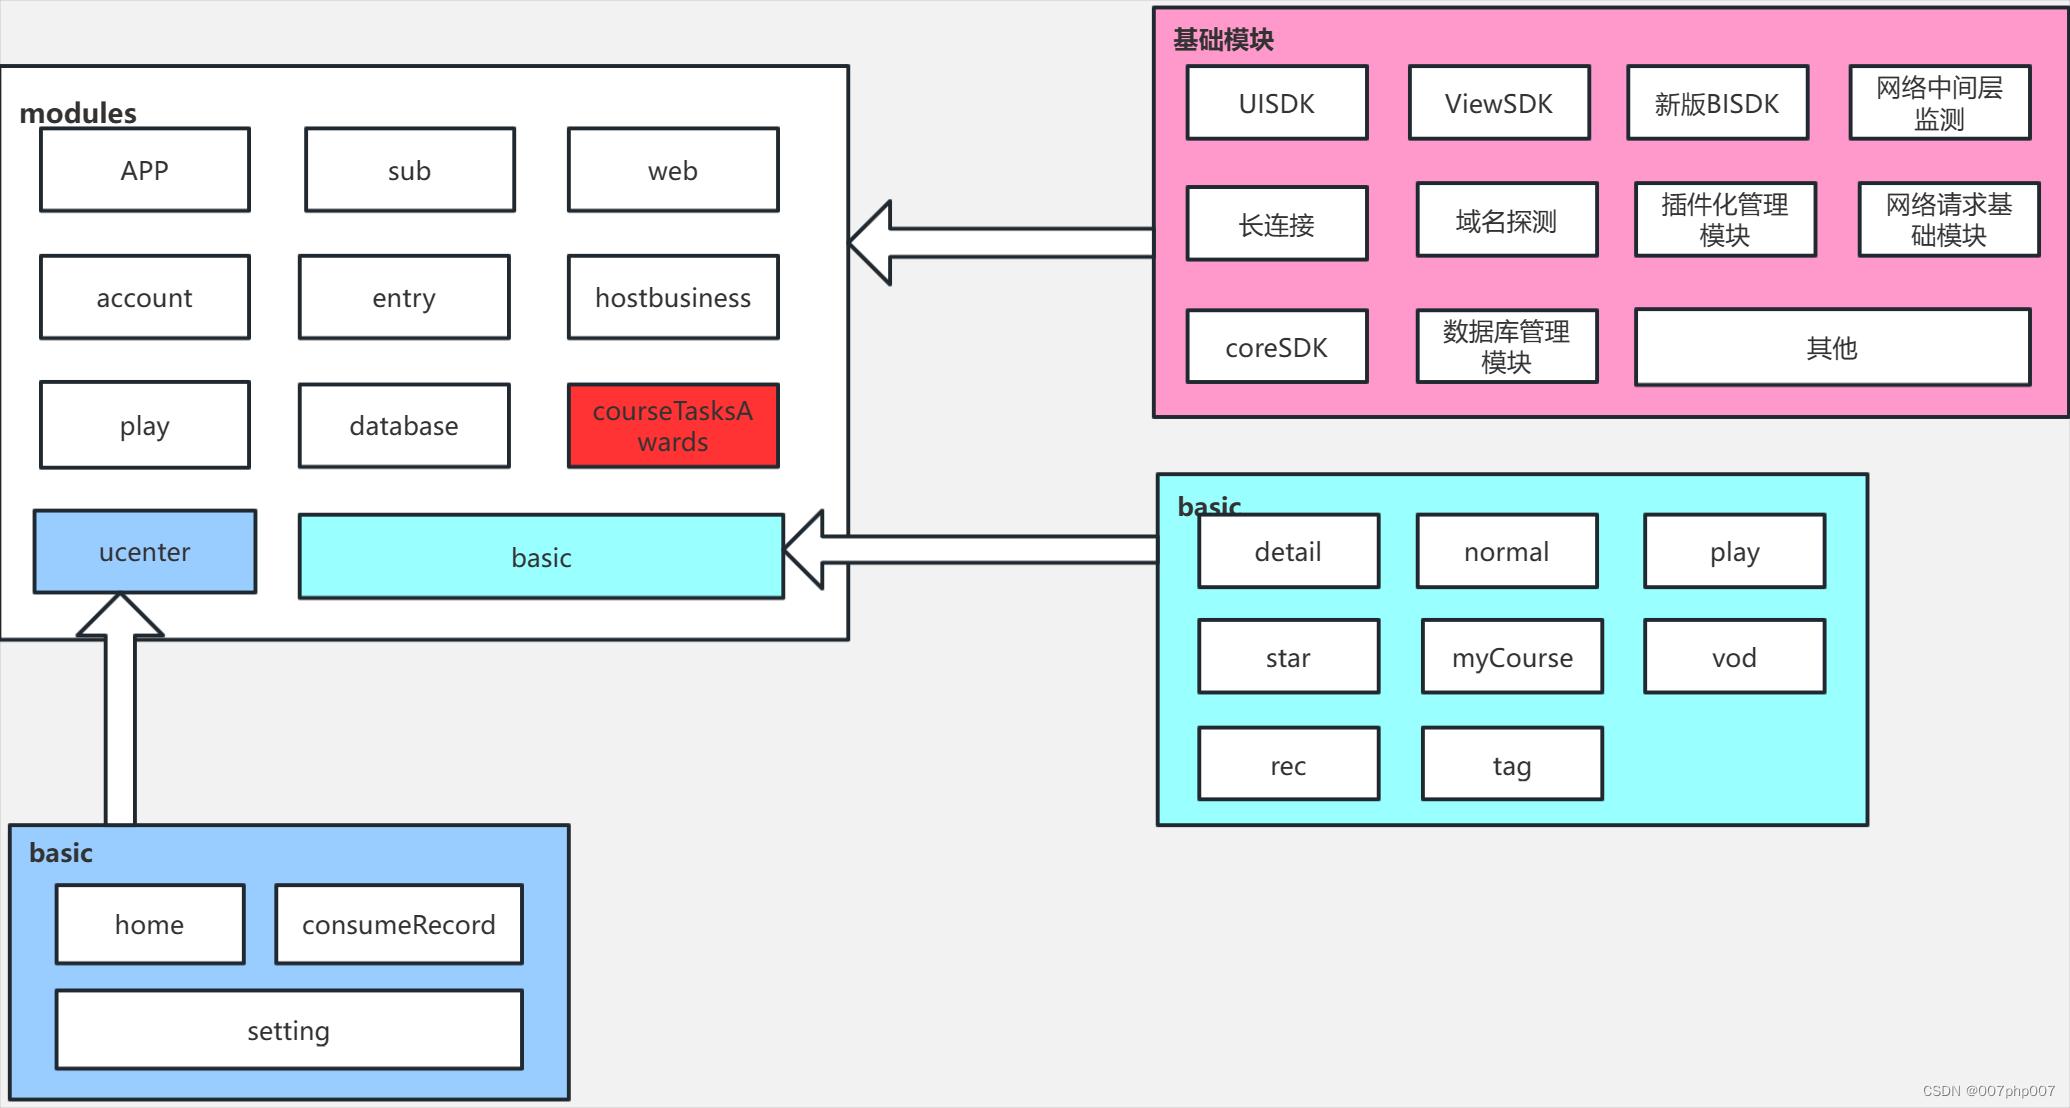 modules
APP
sub
web
account
entry
hostbusiness
play
database
courseTasksA
wards
ucenter
basic
基础模块
UISDK
ViewSDK
新版BISDK
网络中间层
监测
长连接
域名探测
插件化管理
模块
网络请求基
础模块
coreSDK
数据库管理
模块
其他
basic
detail
normal
play
star
myCourse
vod
rec
tag
basic
home
consumeRecord
setting
CSDN @007php007